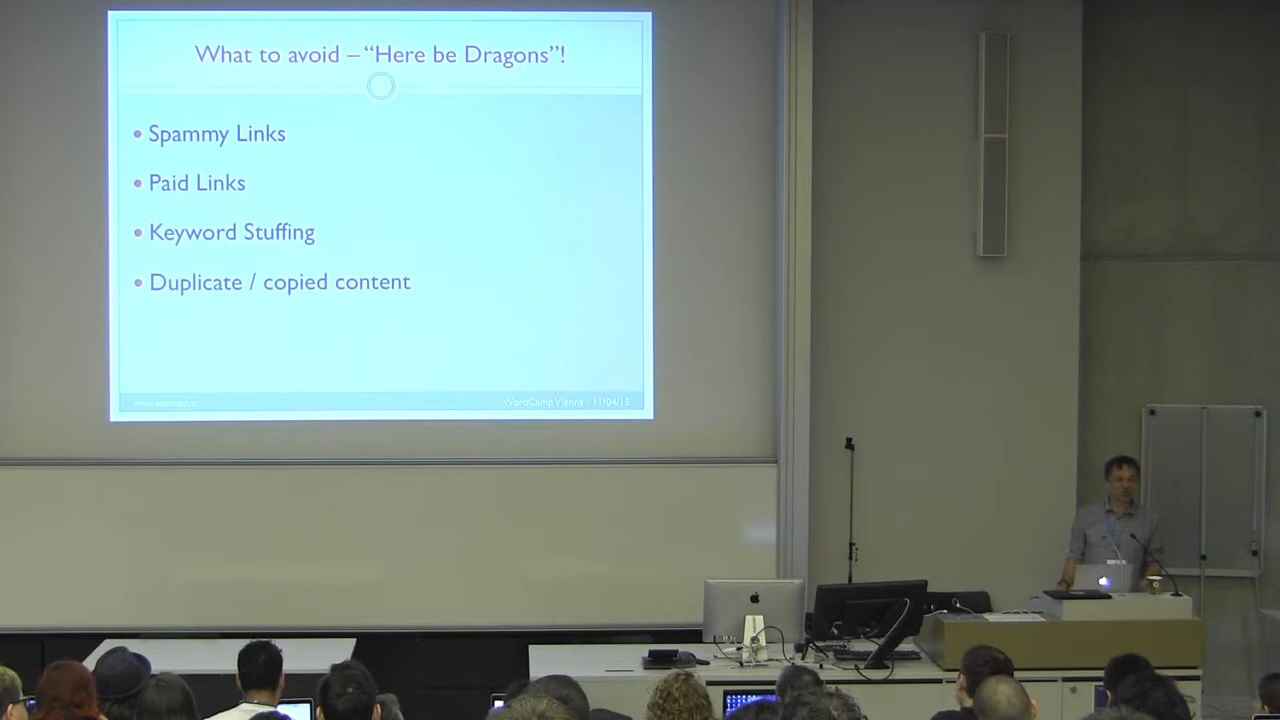 What to avoid – “Here be Dragons”!
• Spammy Links
• Paid Links
• Keyword Stuffing
• Duplicate / copied content
WordCamp Vienna : 11/04/15